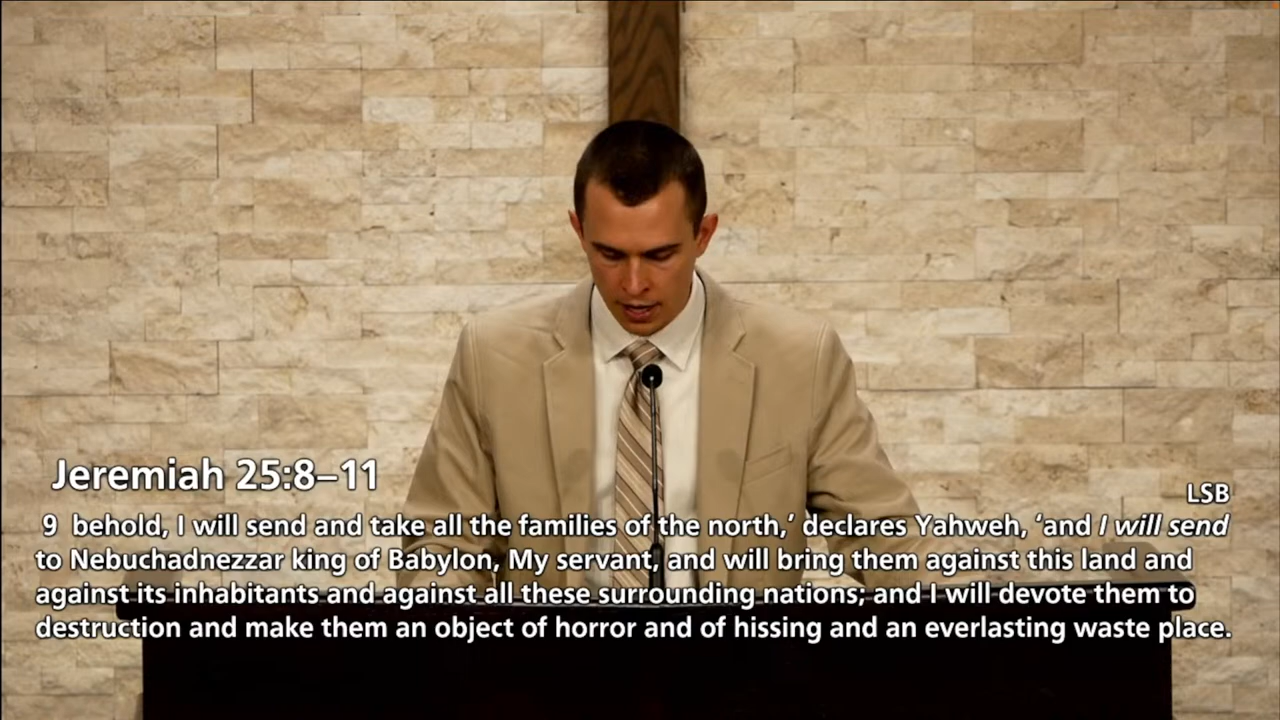 Jeremiah 25:8–11
LSB
9 behold, I will send and take all the families of the north,’ declares Yahweh, ‘and I will send
to Nebuchadnezzar king of Babylon, My servant, and will bring them against this land and
against its inhabitants and against all these surrounding nations; and I will devote them to
destruction and make them an object of horror and of hissing and an everlasting waste place.